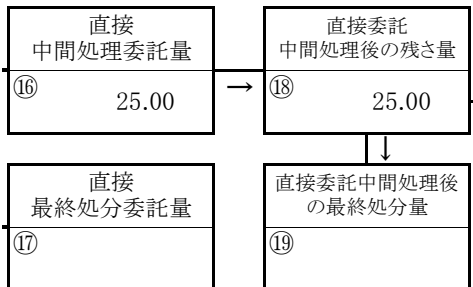 直接
中間処理委託量
⑯
25.00
→
直接委託
中間処理後の残さ量
⑱
25.00
↓
直接
最終処分委託量
⑰
直接委託中間処理後
の最終処分量
⑲